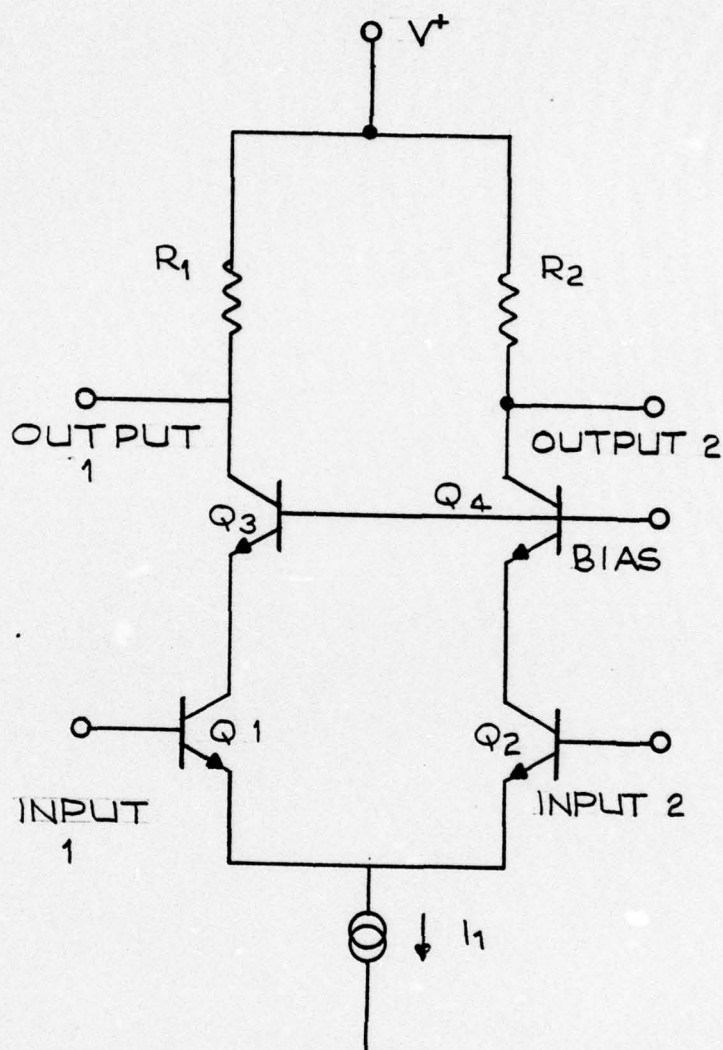 V+
R1
R2
OUTPUT
1
OUTPUT 2
Q3
Q4
BIAS
Q1
Q2
INPUT
1
INPUT 2
I1